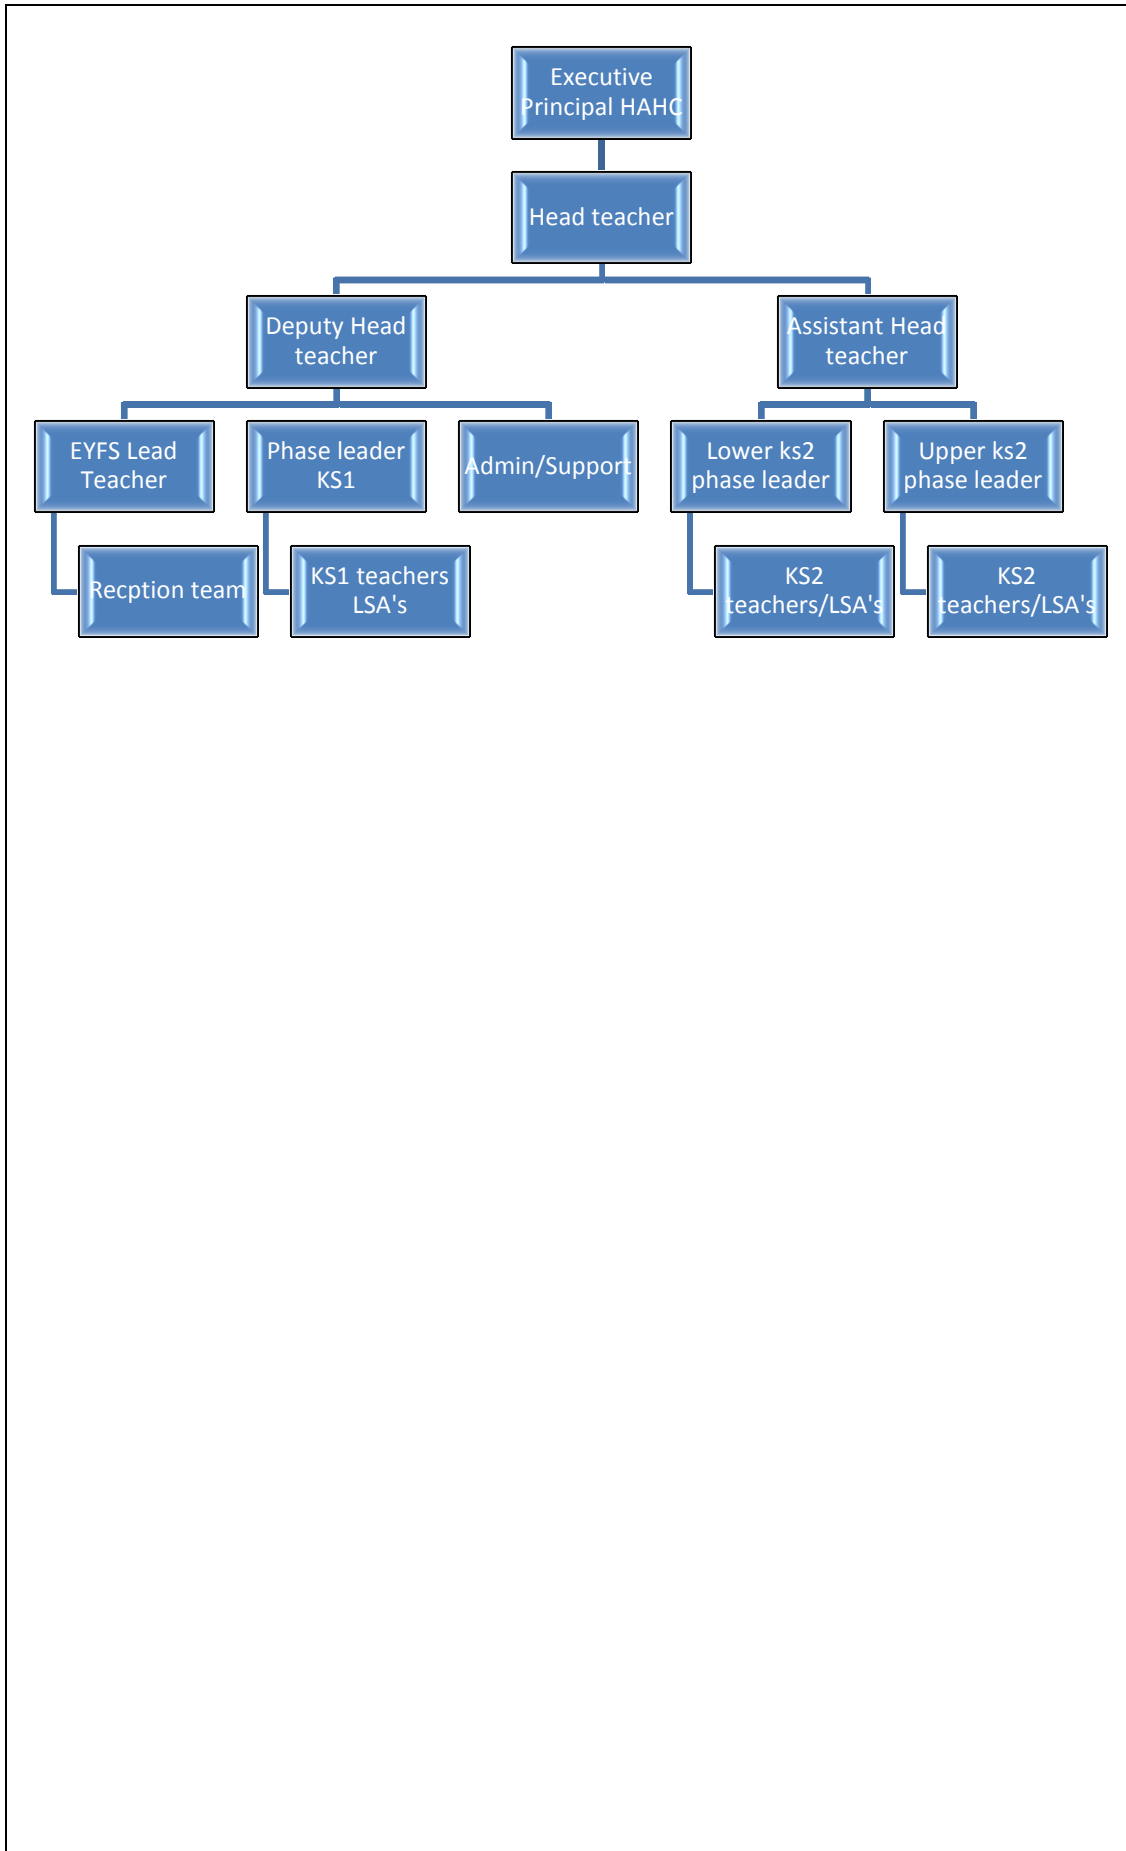 Executive
Principal HAHC
Head teacher
Deputy Head
teacher
Assistant Head
teacher
EYFS Lead
Teacher
Phase leader
KS1
Admin/Support
Lower ks2
phase leader
Upper ks2
phase leader
Recption team
KS1 teachers
LSA's
KS2
teachers/LSA's
KS2
teachers/LSA's